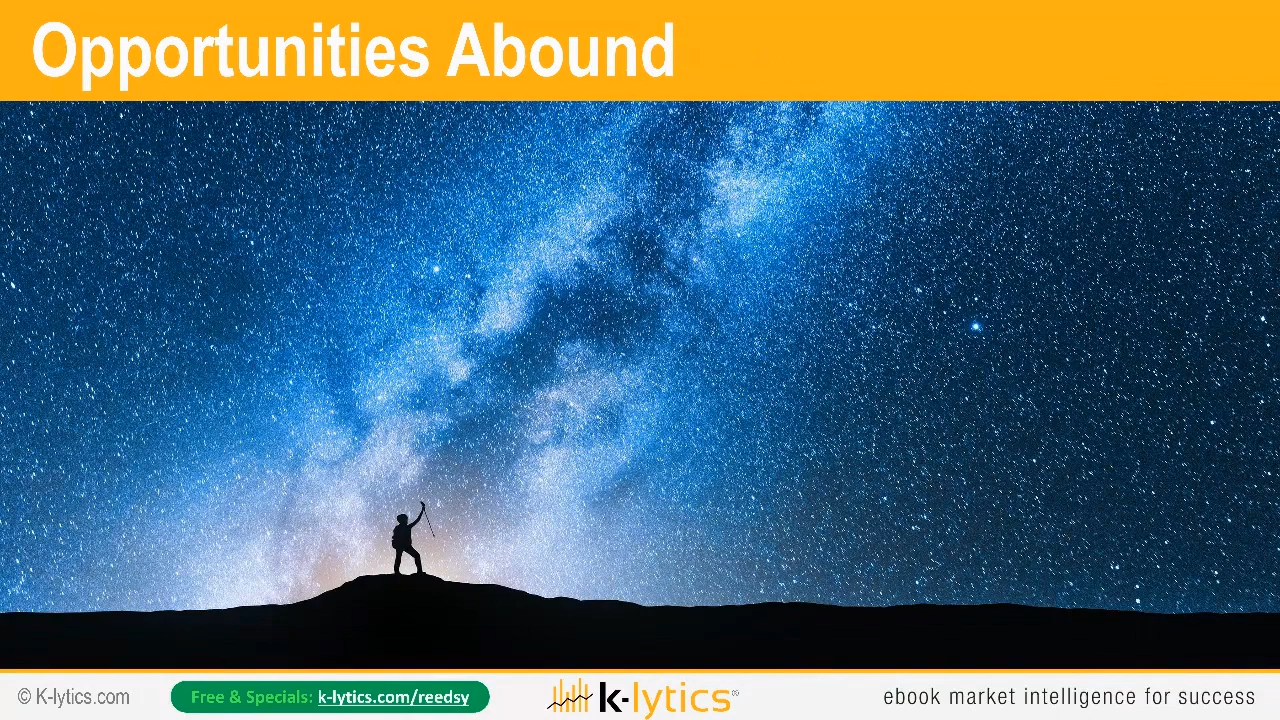 Opportunities Abound
© K-lytics.com
Free & Specials: k-lytics.com/reedsy
k-lytics®
ebook market intelligence for success